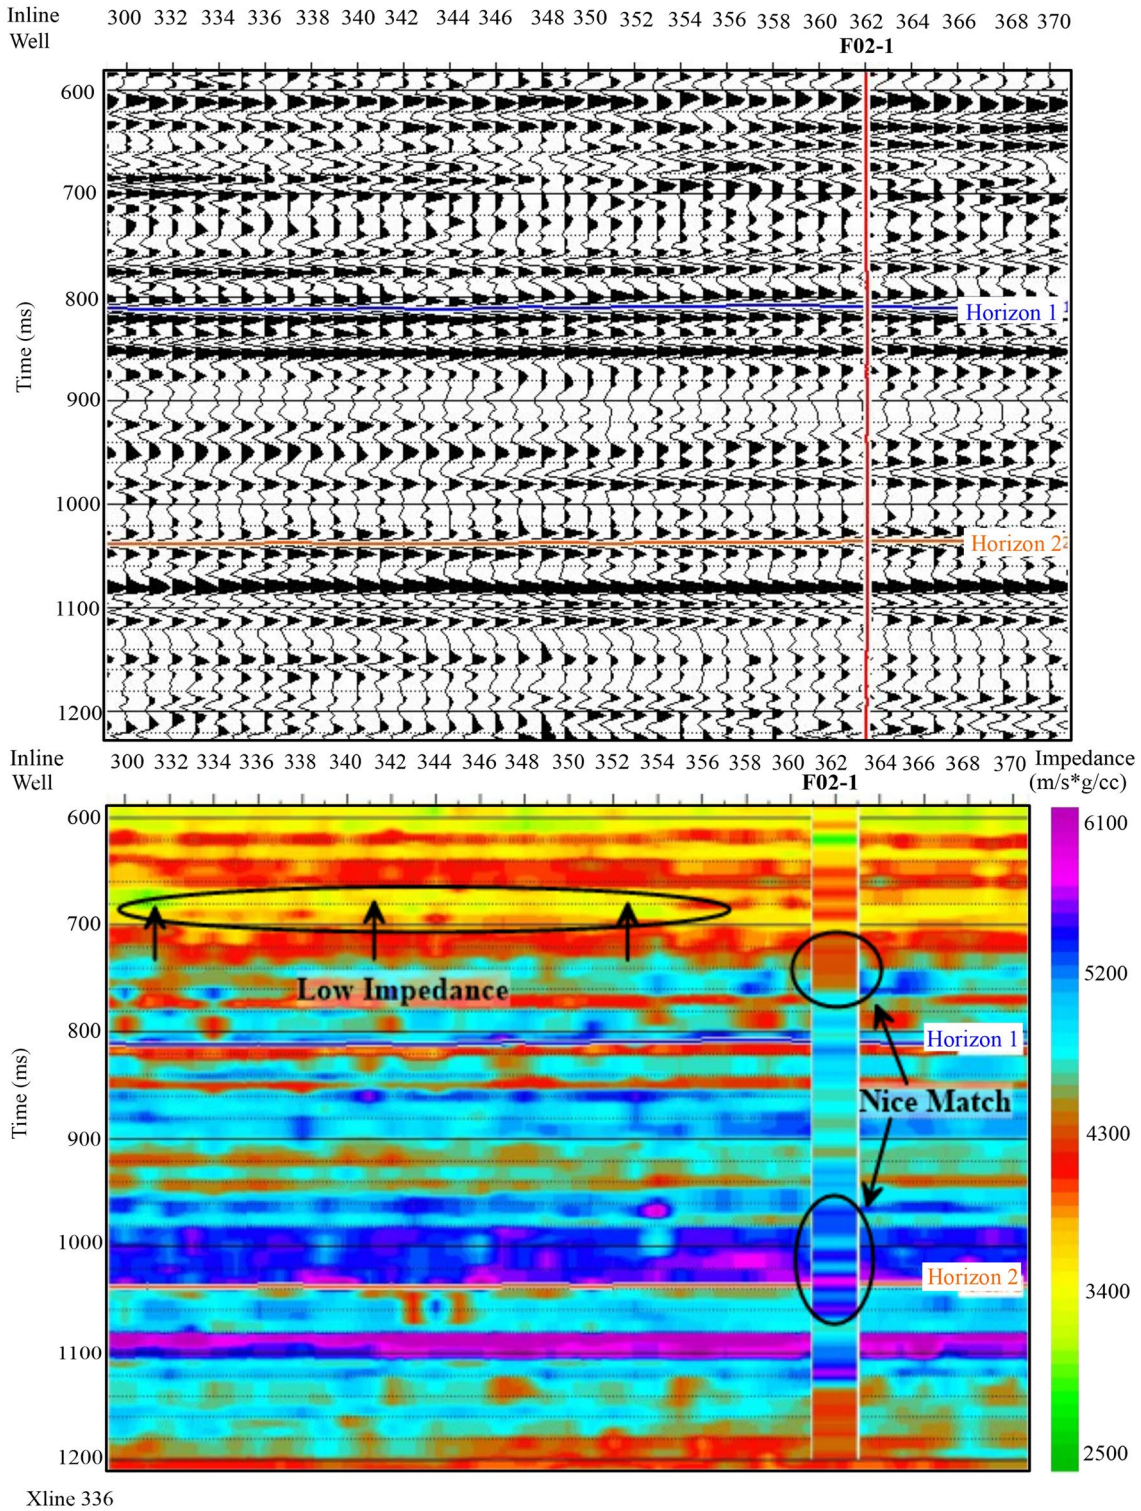 Inline 300 332 334 336 338 340 342 344 346 348 350 352 354 356 358 360 362 364 366 368 370
Well F02-1
600
700
800
Horizon 1 1
Time (ms)
900
1000
Horizon 2 2
1100
1200
Inline 300 332 334 336 338 340 342 344 346 348 350 352 354 356 358 360 362 364 366 368 370 Impedance
Well F02-1 (m/s*g/cc)
600
6100
700
5200
Low Impedance
800
Horizon 1
Time (ms)
Nice Match
900
4300
1000
Horizon 2
3400
1100
1200
2500
Xline 336